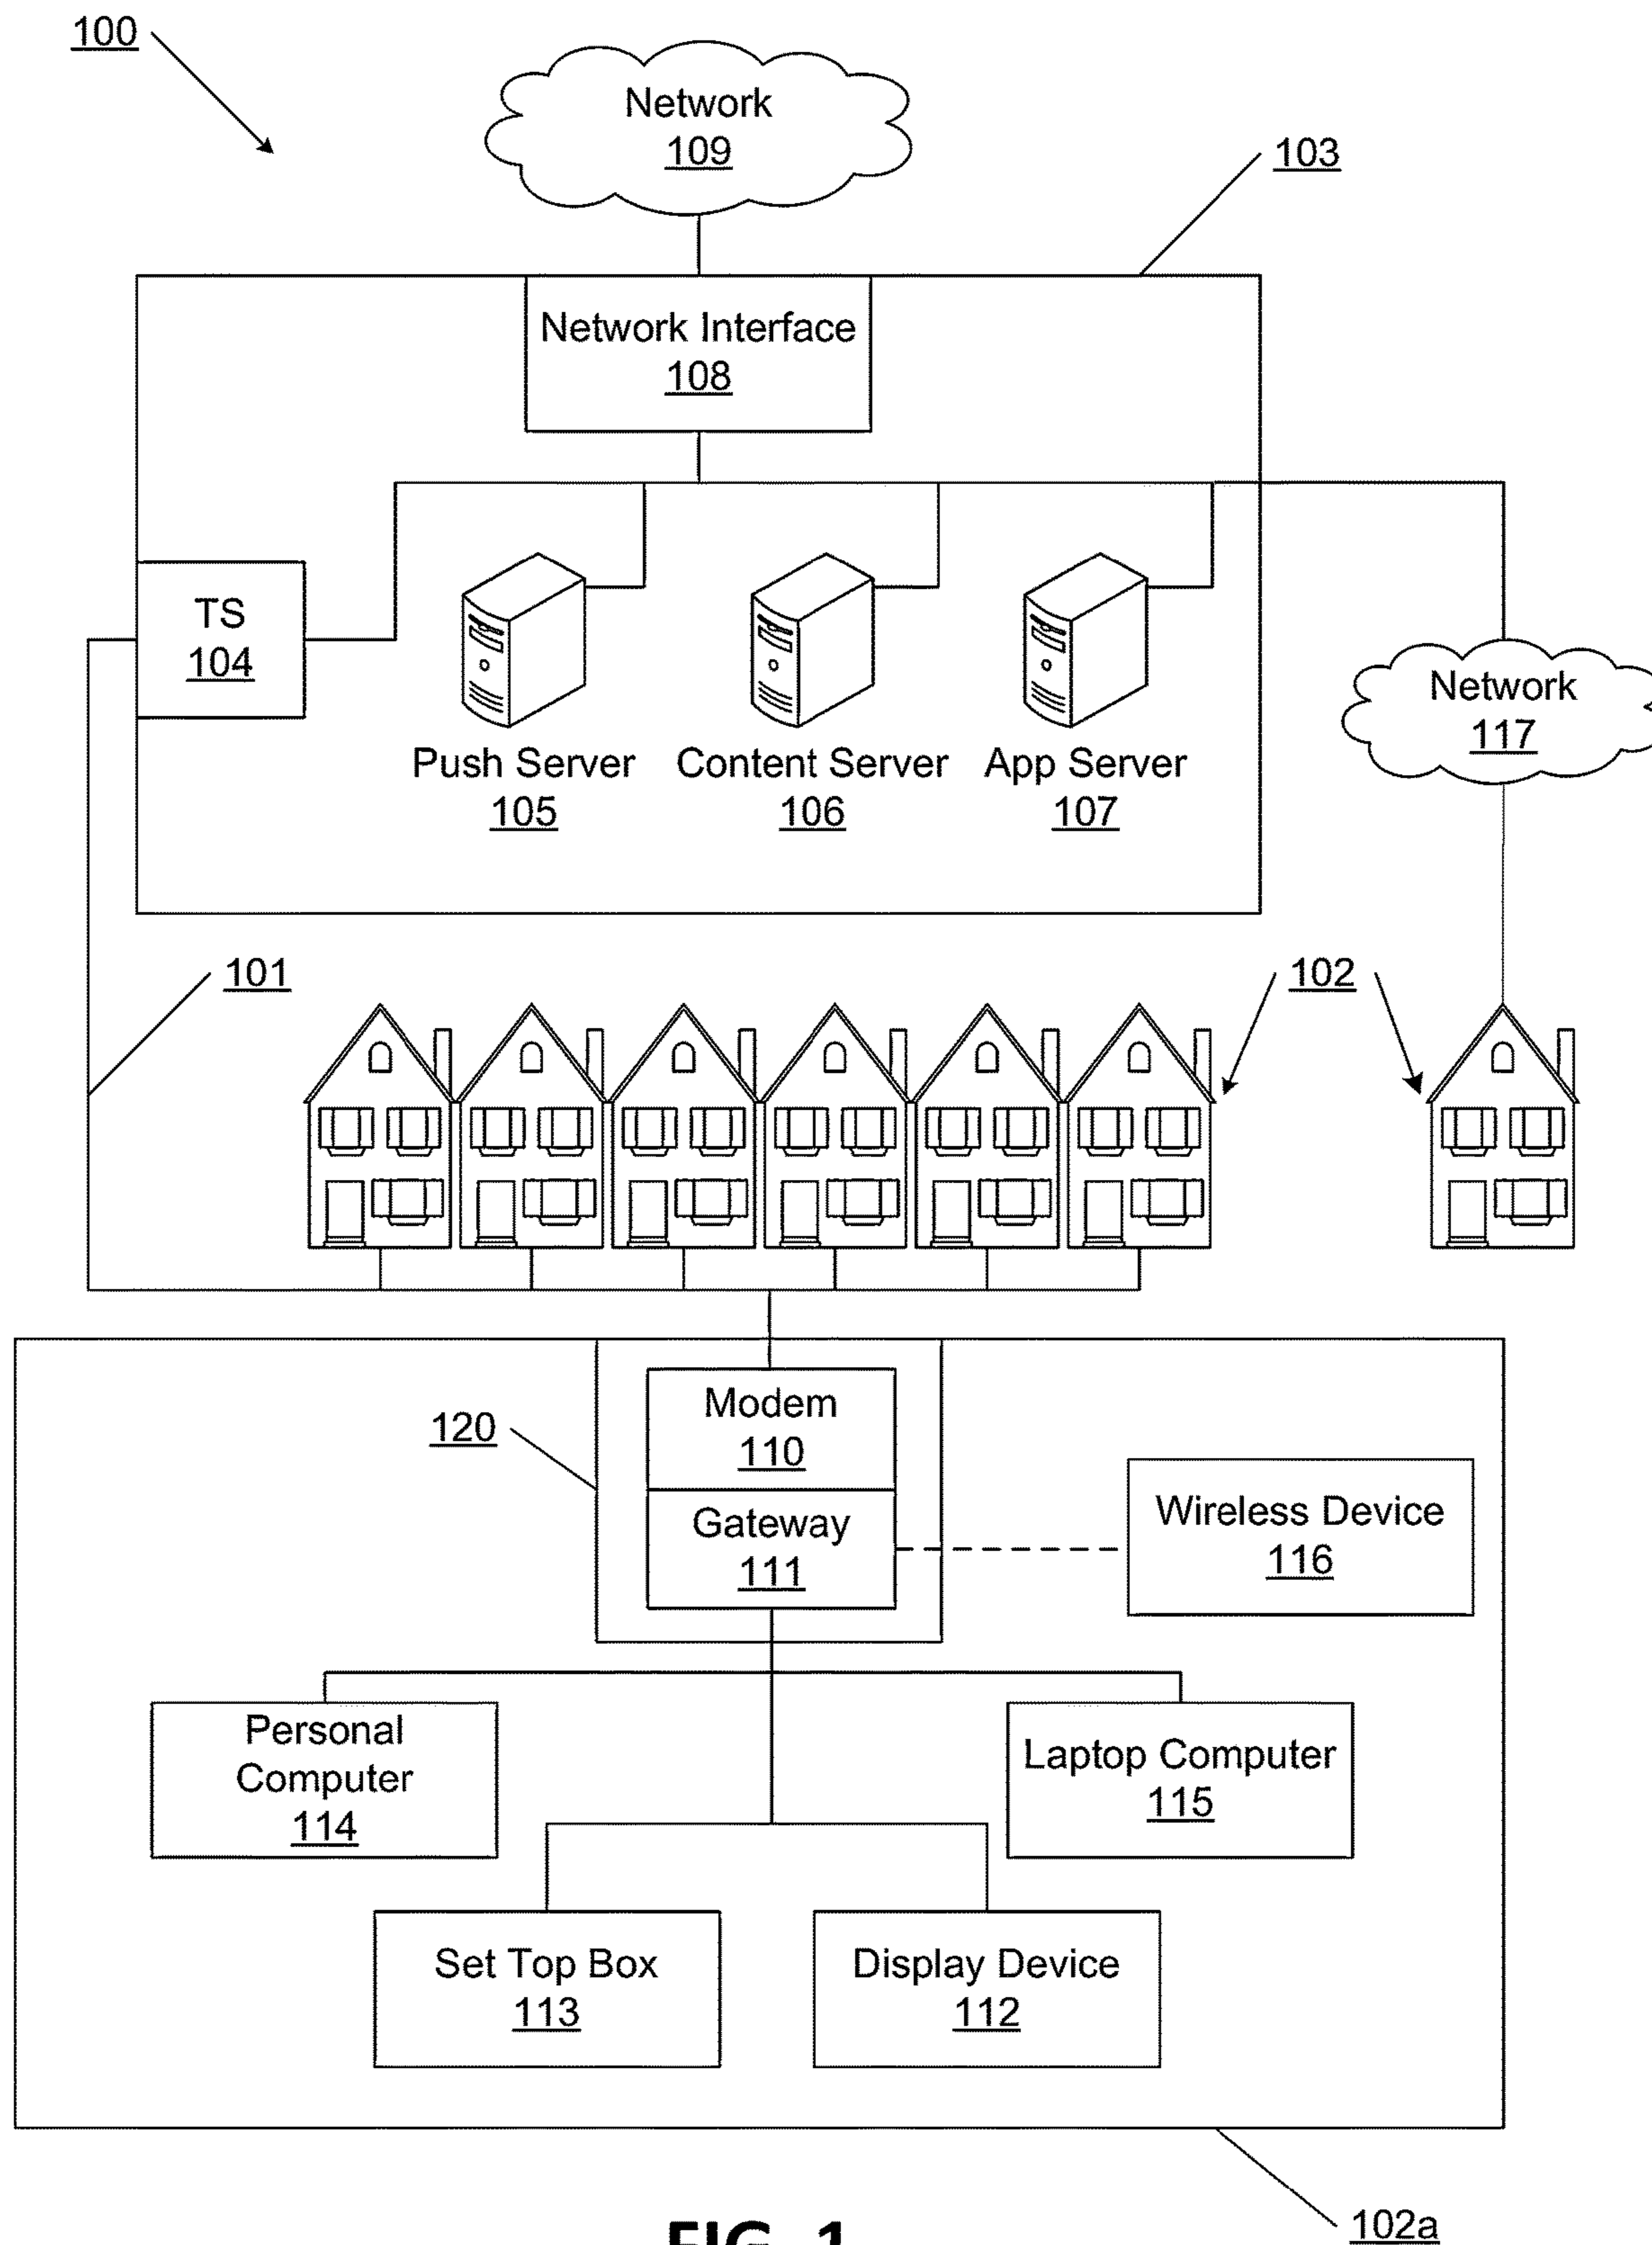 100
Network
109
103
Network Interface
108
TS
104
Network
117
Push Server
105
Content Server
106
App Server
107
101
102
120
Modem
110
Gateway
111
Wireless Device
116
Personal
Computer
114
Laptop Computer
115
Set Top Box
113
Display Device
112
102a
FIG. 1